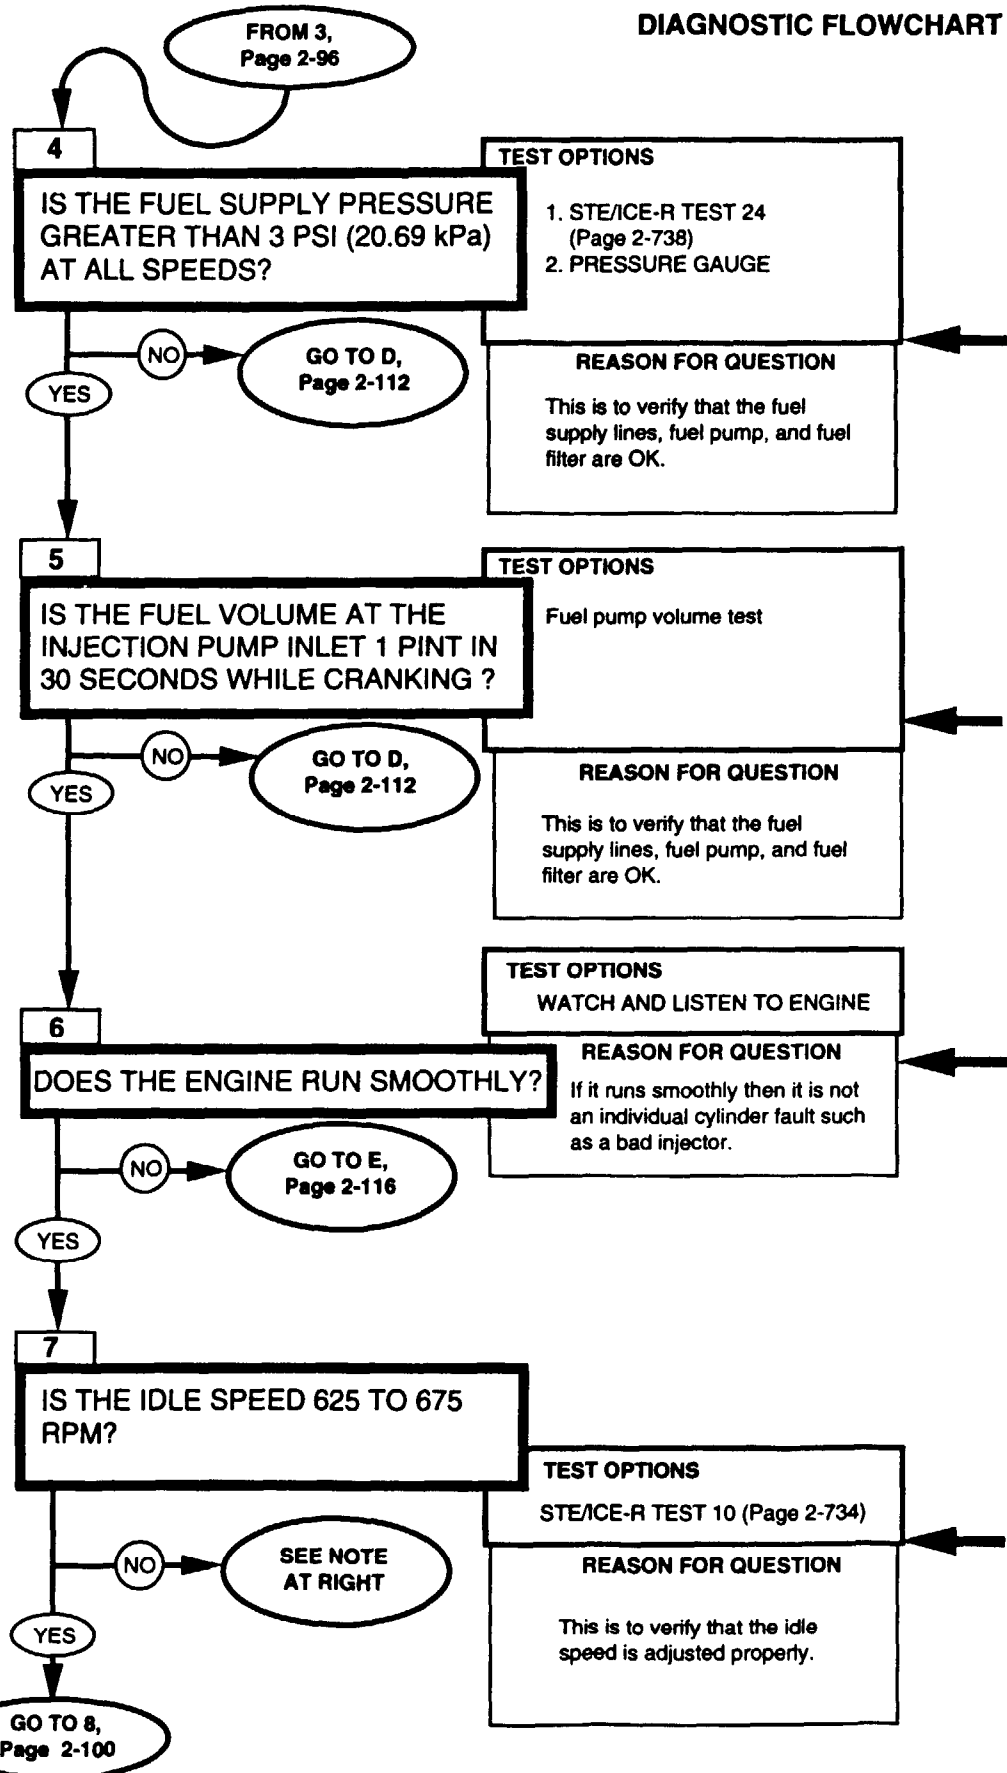 DIAGNOSTIC FLOWCHART
FROM 3,
Page 2-96
4
IS THE FUEL SUPPLY PRESSURE
GREATER THAN 3 PSI (20.69 kPa)
AT ALL SPEEDS?
TEST OPTIONS
1. STE/ICE-R TEST 24
(Page 2-738)
2. PRESSURE GAUGE
REASON FOR QUESTION
This is to verify that the fuel
supply lines, fuel pump, and fuel
filter are OK.
NO
GO TO D,
Page 2-112
YES
5
IS THE FUEL VOLUME AT THE
INJECTION PUMP INLET 1 PINT IN
30 SECONDS WHILE CRANKING ?
TEST OPTIONS
Fuel pump volume test
REASON FOR QUESTION
This is to verify that the fuel
supply lines, fuel pump, and fuel
filter are OK.
NO
GO TO D,
Page 2-112
YES
6
DOES THE ENGINE RUN SMOOTHLY?
TEST OPTIONS
WATCH AND LISTEN TO ENGINE
REASON FOR QUESTION
If it runs smoothly then it is not
an individual cylinder fault such
as a bad injector.
NO
GO TO E,
Page 2-116
YES
7
IS THE IDLE SPEED 625 TO 675
RPM?
TEST OPTIONS
STE/ICE-R TEST 10 (Page 2-734)
REASON FOR QUESTION
This is to verify that the idle
speed is adjusted properly.
NO
SEE NOTE
AT RIGHT
YES
GO TO 8,
Page 2-100